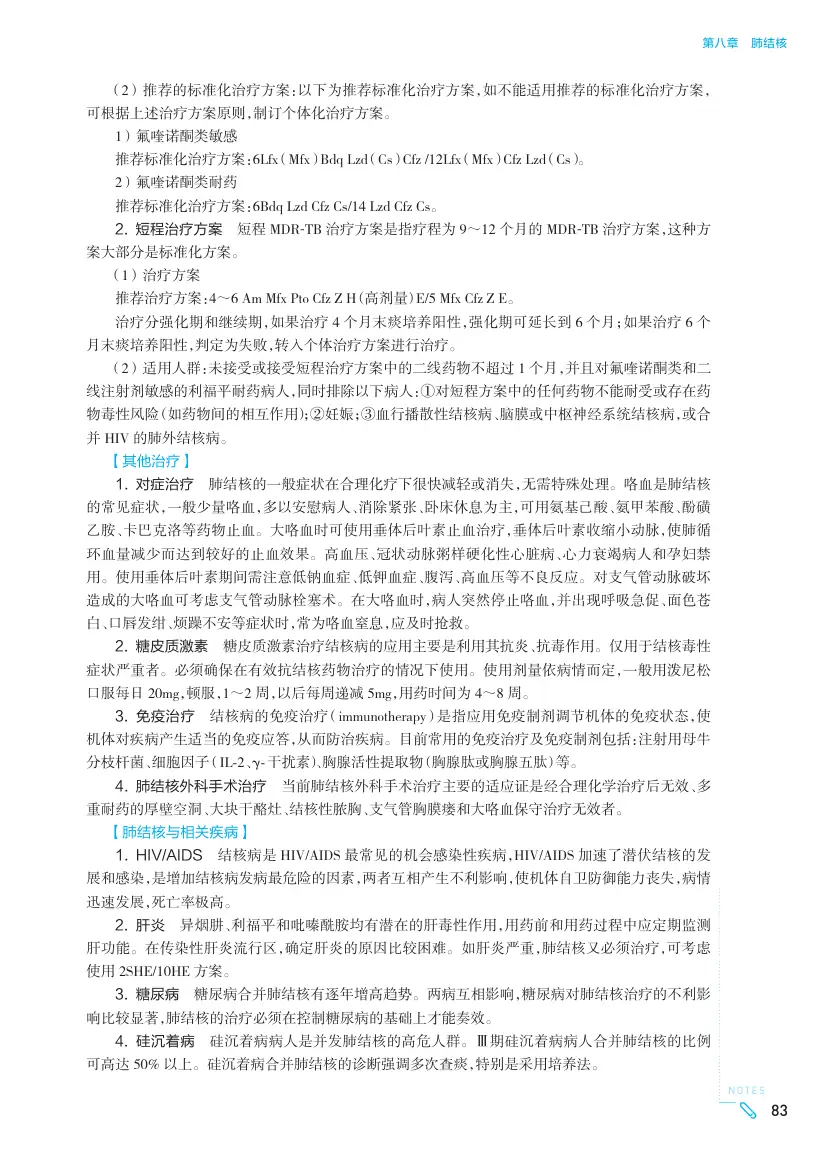 第八章　肺结核
（2）推荐的标准化治疗方案：以下为推荐标准化治疗方案，如不能适用推荐的标准化治疗方案，
可根据上述治疗方案原则，制订个体化治疗方案。
1）氟喹诺酮类敏感
推荐标准化治疗方案：6Lfx（Mfx）Bdq Lzd（Cs）Cfz /12Lfx（Mfx）Cfz Lzd（Cs）。
2）氟喹诺酮类耐药
推荐标准化治疗方案：6Bdq Lzd Cfz Cs/14 Lzd Cfz Cs。
2. 短程治疗方案　短程 MDR-TB 治疗方案是指疗程为 9～12 个月的 MDR-TB 治疗方案，这种方
案大部分是标准化方案。
（1）治疗方案
推荐治疗方案：4～6 Am Mfx Pto Cfz Z H（高剂量）E/5 Mfx Cfz Z E。
治疗分强化期和继续期，如果治疗 4 个月末痰培养阳性，强化期可延长到 6 个月；如果治疗 6 个
月末痰培养阳性，判定为失败，转入个体治疗方案进行治疗。
（2）适用人群：未接受或接受短程治疗方案中的二线药物不超过 1 个月，并且对氟喹诺酮类和二
线注射剂敏感的利福平耐药病人，同时排除以下病人：①对短程方案中的任何药物不能耐受或存在药
物毒性风险（如药物间的相互作用）；②妊娠；③血行播散性结核病、脑膜或中枢神经系统结核病，或合
并 HIV 的肺外结核病。
【其他治疗】
1. 对症治疗　肺结核的一般症状在合理化疗下很快减轻或消失，无需特殊处理。咯血是肺结核
的常见症状，一般少量咯血，多以安慰病人、消除紧张、卧床休息为主，可用氨基己酸、氨甲苯酸、酚磺
乙胺、卡巴克洛等药物止血。大咯血时可使用垂体后叶素止血治疗，垂体后叶素收缩小动脉，使肺循
环血量减少而达到较好的止血效果。高血压、冠状动脉粥样硬化性心脏病、心力衰竭病人和孕妇禁
用。使用垂体后叶素期间需注意低钠血症、低钾血症、腹泻、高血压等不良反应。对支气管动脉破坏
造成的大咯血可考虑支气管动脉栓塞术。在大咯血时，病人突然停止咯血，并出现呼吸急促、面色苍
白、口唇发绀、烦躁不安等症状时，常为咯血窒息，应及时抢救。
2. 糖皮质激素　糖皮质激素治疗结核病的应用主要是利用其抗炎、抗毒作用。仅用于结核毒性
症状严重者。必须确保在有效抗结核药物治疗的情况下使用。使用剂量依病情而定，一般用泼尼松
口服每日 20mg，顿服，1～2 周，以后每周递减 5mg，用药时间为 4～8 周。
3. 免疫治疗　结核病的免疫治疗（immunotherapy）是指应用免疫制剂调节机体的免疫状态，使
机体对疾病产生适当的免疫应答，从而防治疾病。目前常用的免疫治疗及免疫制剂包括：注射用母牛
分枝杆菌、细胞因子（IL-2、γ-干扰素）、胸腺活性提取物（胸腺肽或胸腺五肽）等。
4. 肺结核外科手术治疗　当前肺结核外科手术治疗主要的适应证是经合理化学治疗后无效、多
重耐药的厚壁空洞、大块干酪灶、结核性脓胸、支气管胸膜瘘和大咯血保守治疗无效者。
【肺结核与相关疾病】
1. HIV/AIDS　结核病是 HIV/AIDS 最常见的机会感染性疾病，HIV/AIDS 加速了潜伏结核的发
展和感染，是增加结核病发病最危险的因素，两者互相产生不利影响，使机体自卫防御能力丧失，病情
迅速发展，死亡率极高。
2. 肝炎　异烟肼、利福平和吡嗪酰胺均有潜在的肝毒性作用，用药前和用药过程中应定期监测
肝功能。在传染性肝炎流行区，确定肝炎的原因比较困难。如肝炎严重，肺结核又必须治疗，可考虑
使用 2SHE/10HE 方案。
3. 糖尿病　糖尿病合并肺结核有逐年增高趋势。两病互相影响，糖尿病对肺结核治疗的不利影
响比较显著，肺结核的治疗必须在控制糖尿病的基础上才能奏效。
4. 硅沉着病　硅沉着病病人是并发肺结核的高危人群。Ⅲ期硅沉着病病人合并肺结核的比例
可高达 50% 以上。硅沉着病合并肺结核的诊断强调多次查痰，特别是采用培养法。
NOTES
83